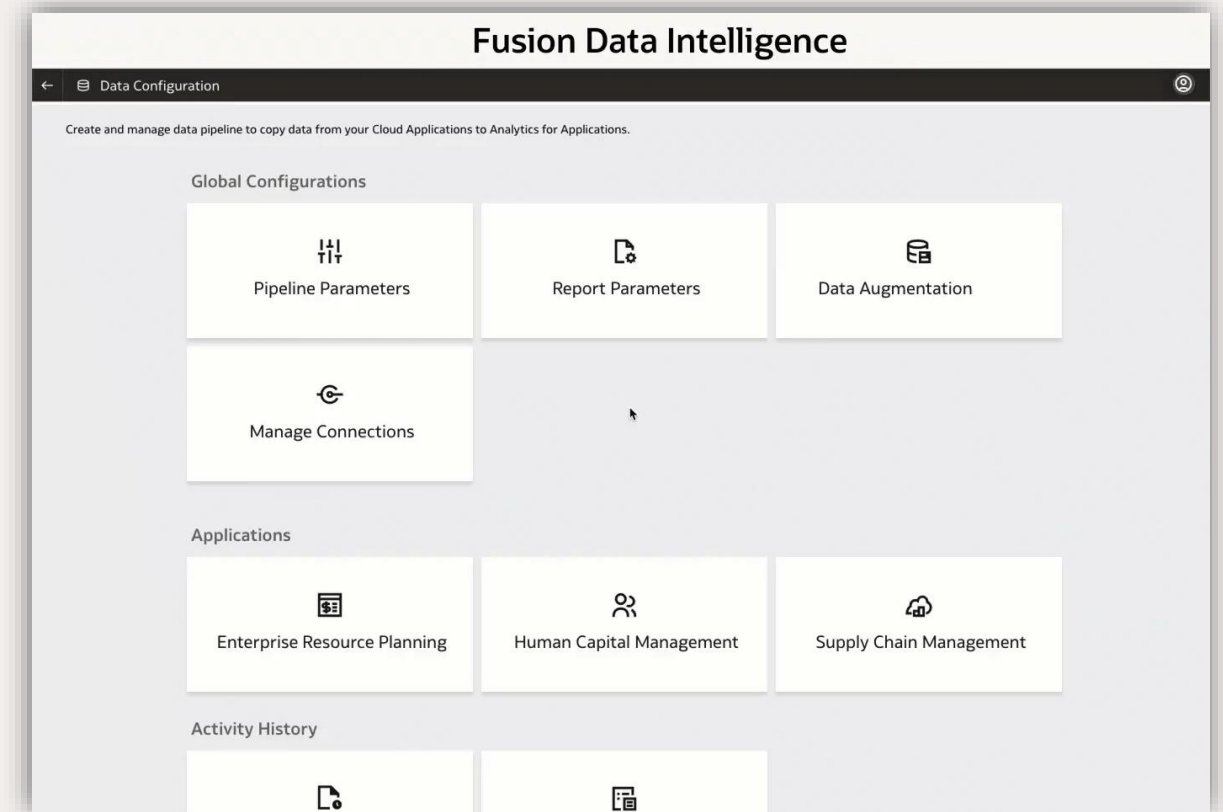 Fusion Data Intelligence
Data Configuration
Create and manage data pipeline to copy data from your Cloud Applications to Analytics for Applications.
Global Configurations
Pipeline Parameters
Report Parameters
Data Augmentation
Manage Connections
Applications
Enterprise Resource Planning
Human Capital Management
Supply Chain Management
Activity History